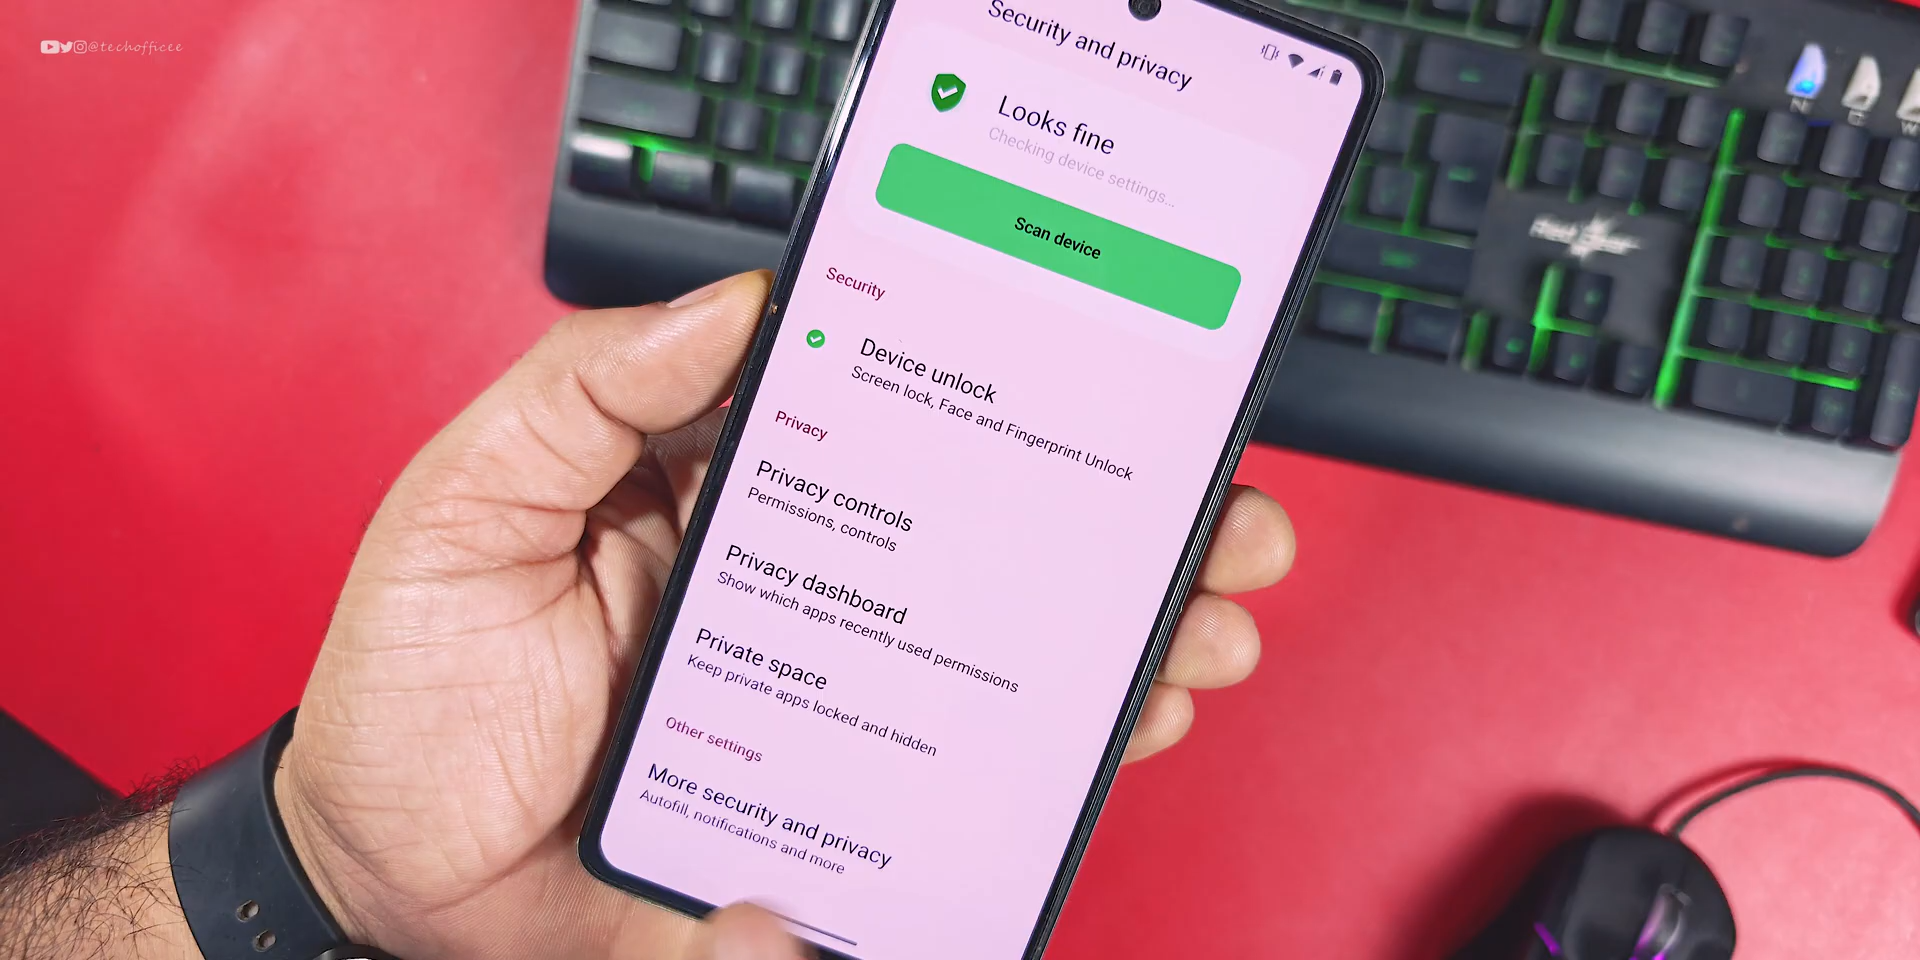 @techofficee
Security and privacy
Looks fine
Checking device settings...
Scan device
Security
Device unlock
Screen lock, Face and Fingerprint Unlock
Privacy
Privacy controls
Permissions, controls
Privacy dashboard
Show which apps recently used permissions
Private space
Keep private apps locked and hidden
Other settings
More security and privacy
Autofill, notifications and more